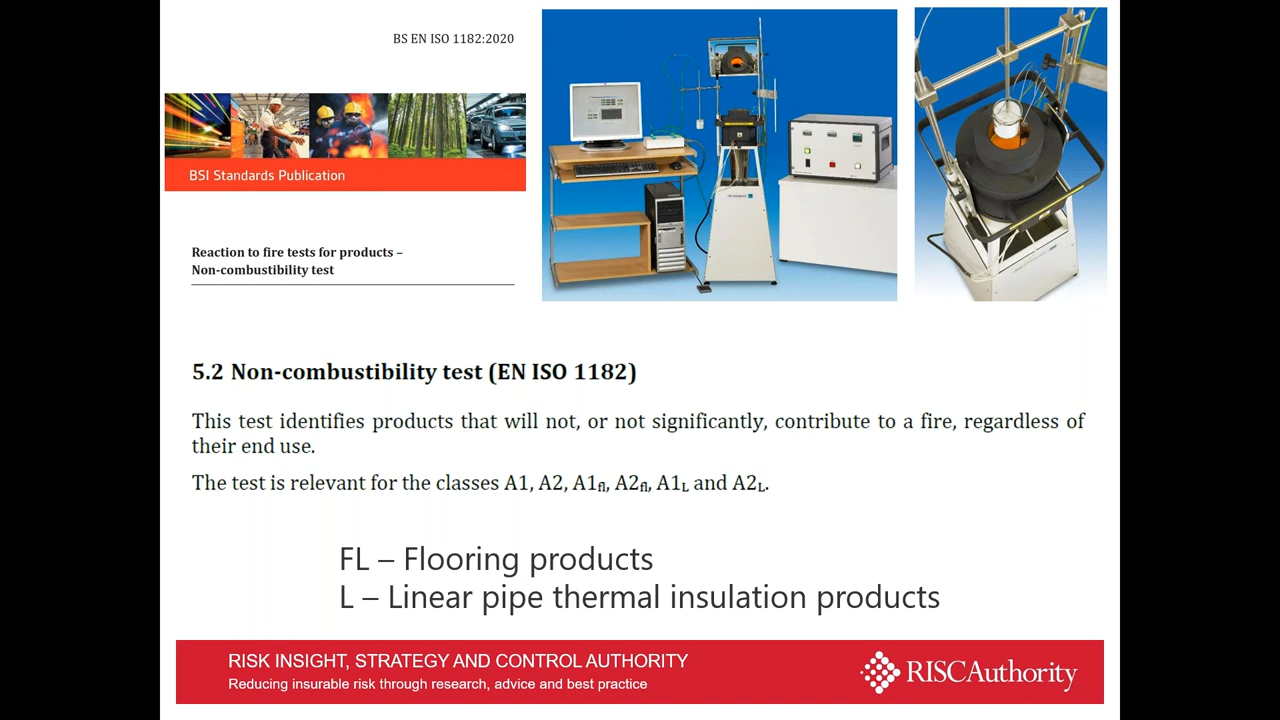 BS EN ISO 1182:2020
BSI Standards Publication
Reaction to fire tests for products –
Non-combustibility test
5.2 Non-combustibility test (EN ISO 1182)
This test identifies products that will not, or not significantly, contribute to a fire, regardless of
their end use.
The test is relevant for the classes A1, A2, A1fl, A2fl, A1L and A2L.
FL – Flooring products
L – Linear pipe thermal insulation products
RISK INSIGHT, STRATEGY AND CONTROL AUTHORITY
Reducing insurable risk through research, advice and best practice
RISCAuthority